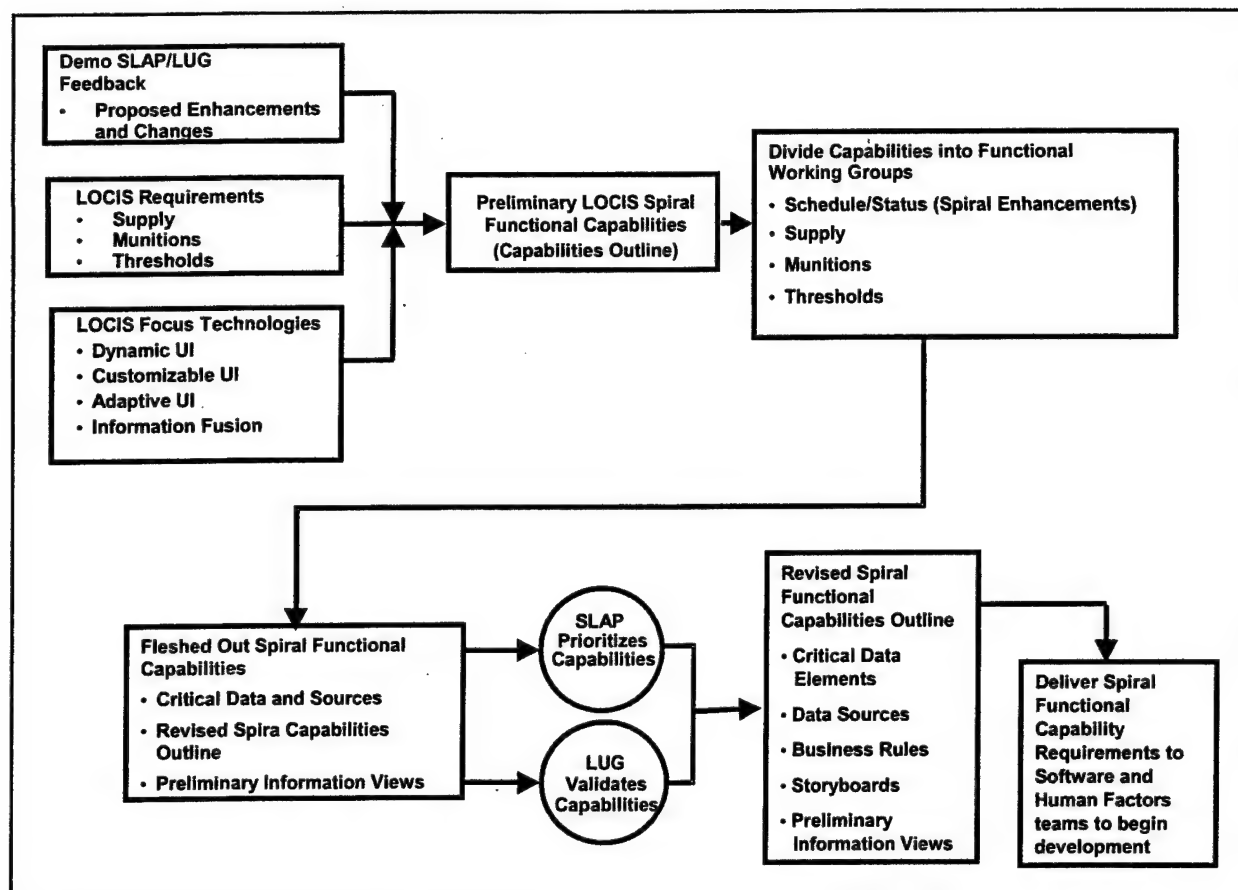 Demo SLAP/LUG
Feedback
• Proposed Enhancements
and Changes
LOCIS Requirements
• Supply
• Munitions
• Thresholds
LOCIS Focus Technologies
• Dynamic UI
• Customizable UI
• Adaptive UI
• Information Fusion
Preliminary LOCIS Spiral
Functional Capabilities
(Capabilities Outline)
Divide Capabilities into Functional
Working Groups
• Schedule/Status (Spiral Enhancements)
• Supply
• Munitions
• Thresholds
Fleshed Out Spiral Functional
Capabilities
• Critical Data and Sources
• Revised Spira Capabilities
Outline
• Preliminary Information Views
SLAP
Prioritizes
Capabilities
LUG
Validates
Capabilities
Revised Spiral
Functional
Capabilities Outline
• Critical Data
Elements
• Data Sources
• Business Rules
• Storyboards
• Preliminary
Information Views
Deliver Spiral
Functional
Capability
Requirements to
Software and
Human Factors
teams to begin
development